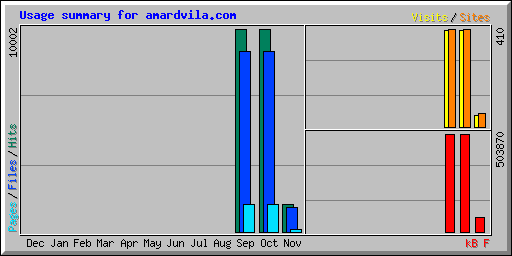 Usage summary for amardvila.com
Visits/Sites
10002
410
Pages/Files/Hits
503870
Dec Jan Feb Mar Apr May Jun Jul Aug Sep Oct Nov
kB F